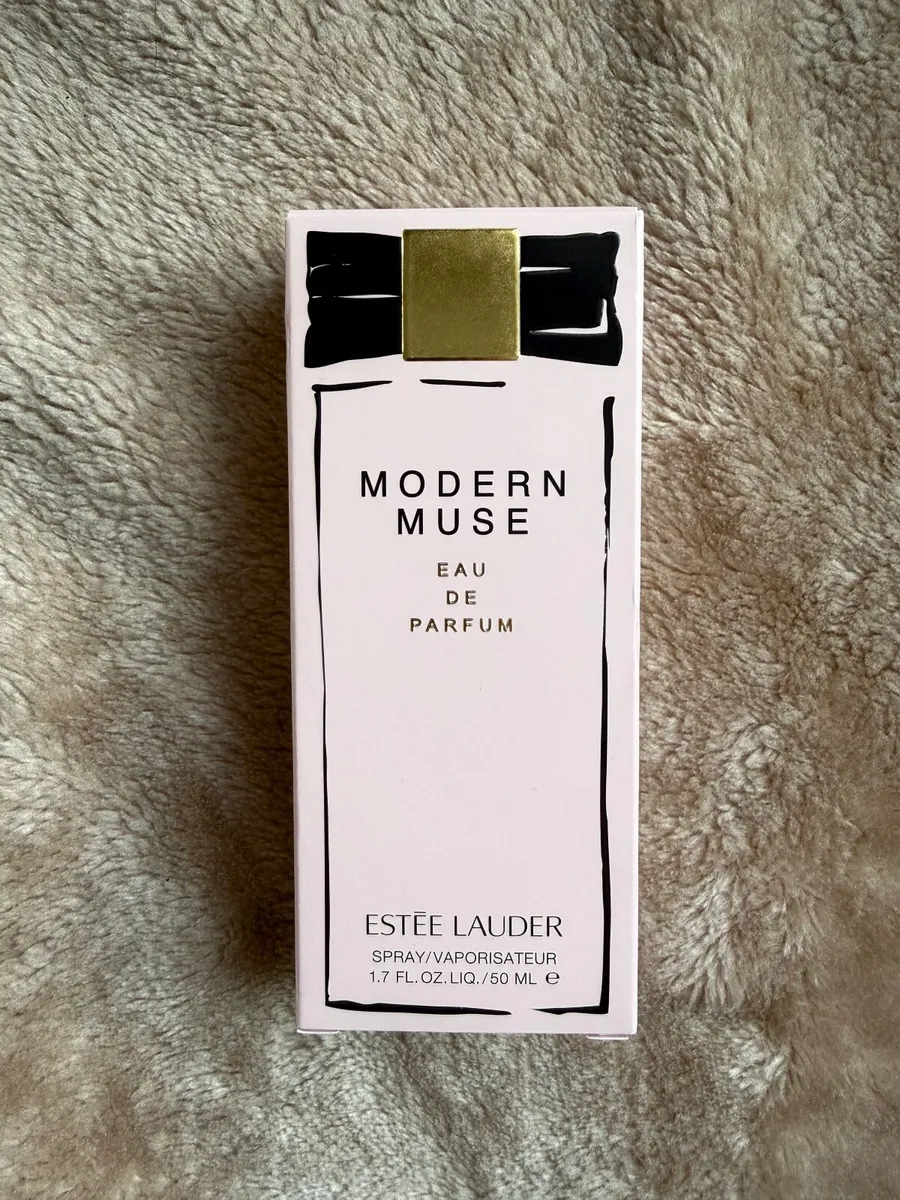 MODERN
MUSE
EAU
DE
PARFUM
ESTĒE LAUDER
SPRAY/VAPORISATEUR
1.7 FL.OZ.LIQ./50 ML ℮